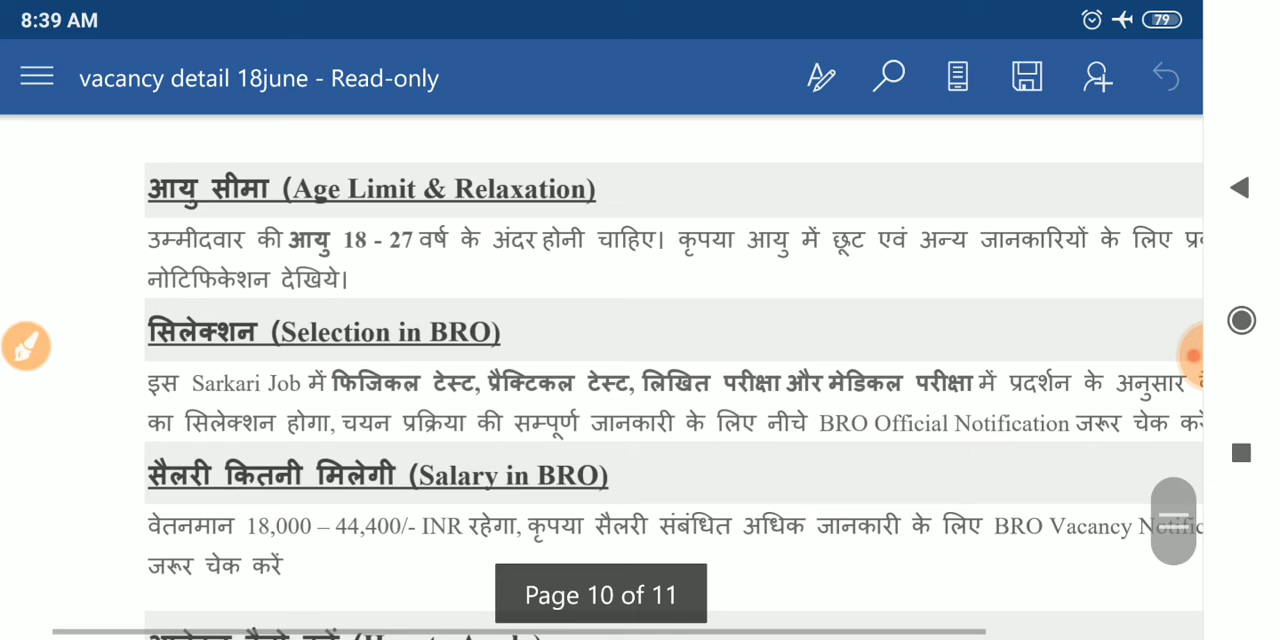 8:39 AM
79
vacancy detail 18june - Read-only
आयु सीमा (Age Limit & Relaxation)
उम्मीदवार की आयु 18 - 27 वर्ष के अंदर होनी चाहिए। कृपया आयु में छूट एवं अन्य जानकारियों के लिए
नोटिफिकेशन देखिये।
सिलेक्शन (Selection in BRO)
इस Sarkari Job में फिजिकल टेस्ट, प्रैक्टिकल टेस्ट, लिखित परीक्षा और मेडिकल परीक्षा में प्रदर्शन के अनुसार
का सिलेक्शन होगा, चयन प्रक्रिया की सम्पूर्ण जानकारी के लिए नीचे BRO Official Notification जरूर चेक करें
सैलरी कितनी मिलेगी (Salary in BRO)
वेतनमान 18,000 – 44,400/- INR रहेगा, कृपया सैलरी संबंधित अधिक जानकारी के लिए BRO Vacancy
जरूर चेक करें
Page 10 of 11